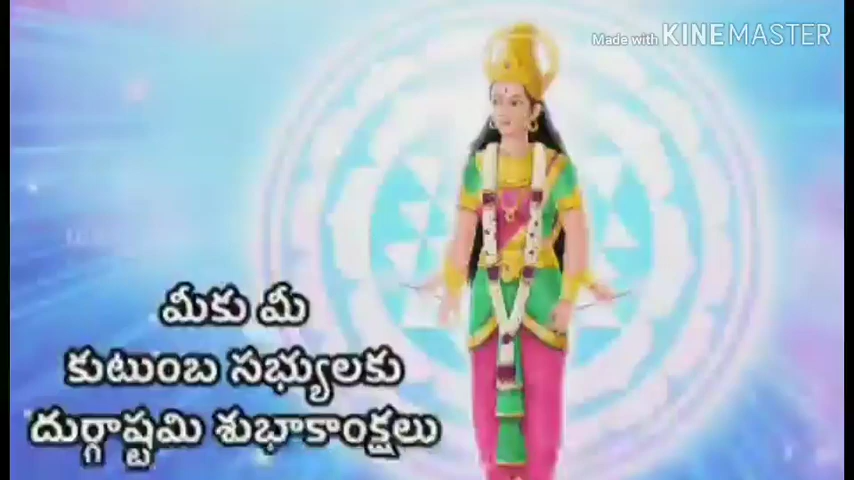 Made with KINEMASTER
మీకు మీ
కుటుంబ సభ్యులకు
దుర్గాష్టమి శుభాకాంక్షలు